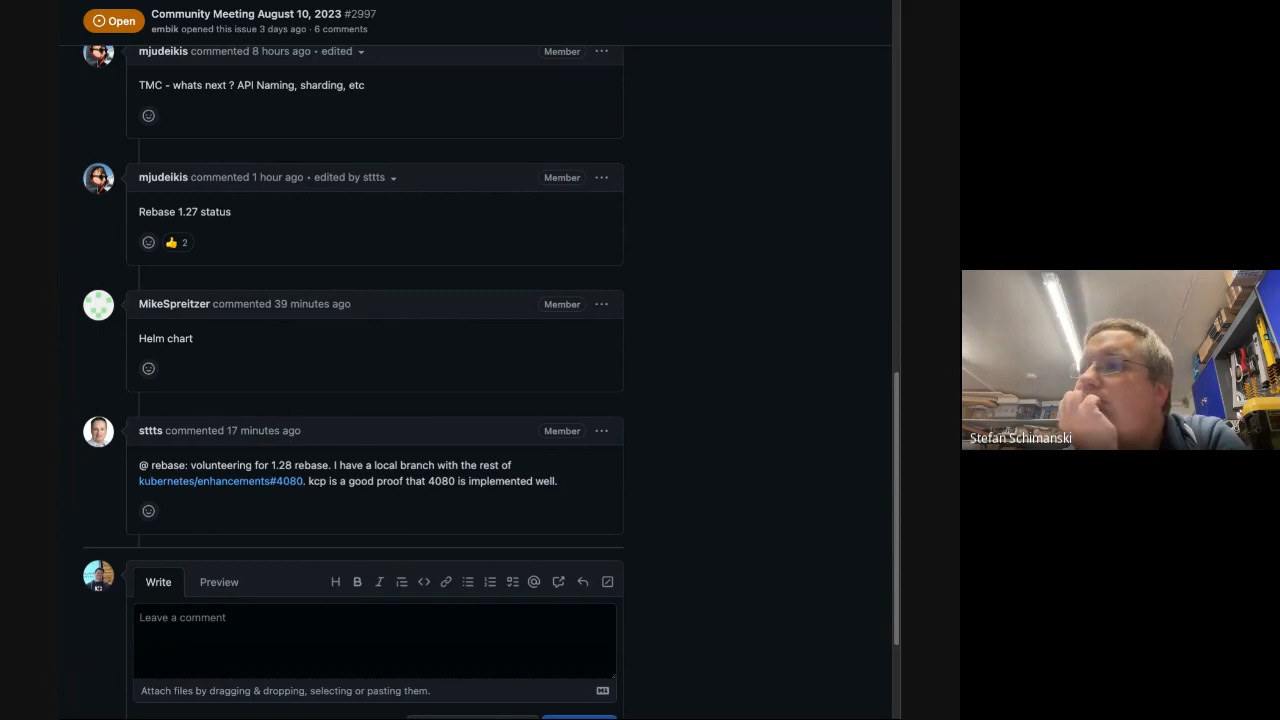 Open
Community Meeting August 10, 2023 #2997
embik opened this issue 3 days ago · 6 comments
mjudeikis commented 8 hours ago • edited
Member
TMC - whats next ? API Naming, sharding, etc
mjudeikis commented 1 hour ago • edited by sttts
Member
Rebase 1.27 status
👍 2
MikeSpreitzer commented 39 minutes ago
Member
Helm chart
sttts commented 17 minutes ago
Member
@ rebase: volunteering for 1.28 rebase. I have a local branch with the rest of
kubernetes/enhancements#4080. kcp is a good proof that 4080 is implemented well.
Write
Preview
Leave a comment
Attach files by dragging & dropping, selecting or pasting them.
Stefan Schimanski